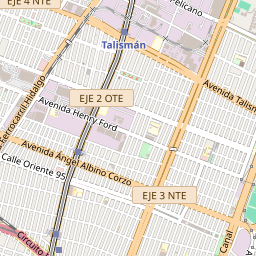 EJE 4 NTE
Pelícano
Talismán
Avenida Talis
EJE 2 OTE
Avenida Henry Ford
Ferrocarril Hidalgo
Avenida Ángel Albino Corzo
Calle Oriente 95
EJE 3 NTE
Canal
Circuito